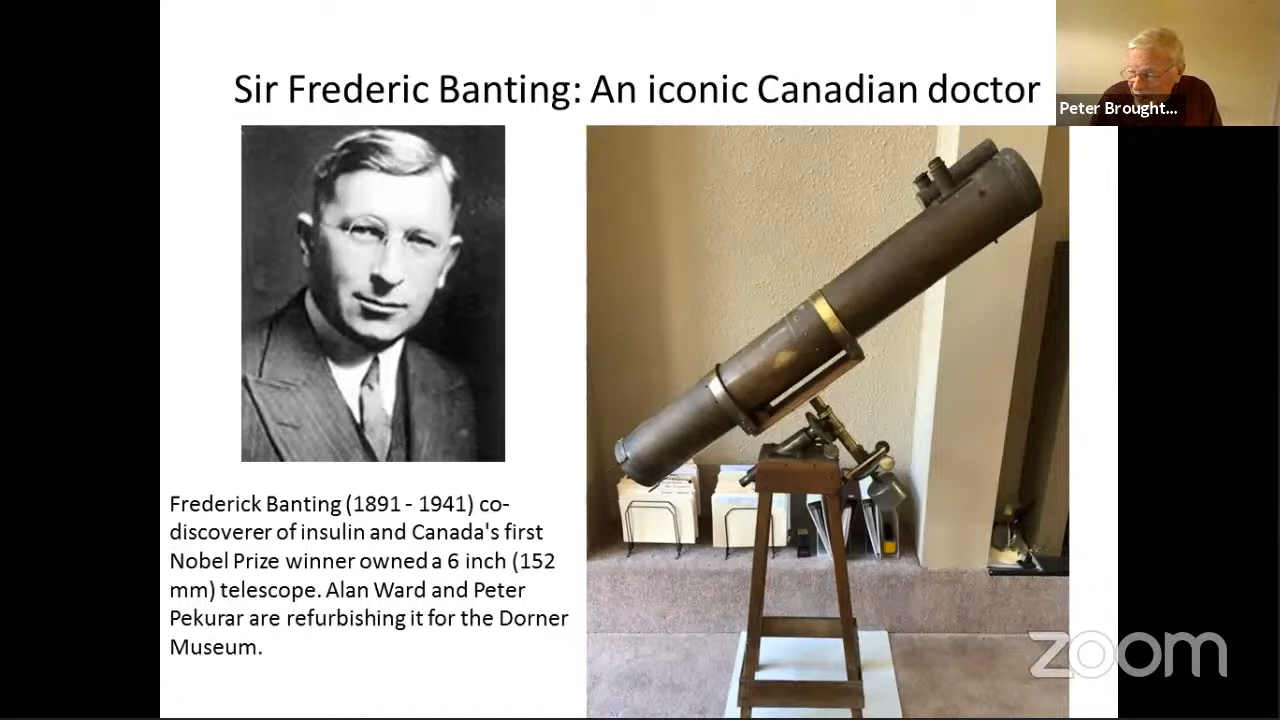 Sir Frederic Banting: An iconic Canadian doctor
Peter Brought...
Frederick Banting (1891 - 1941) co-
discoverer of insulin and Canada's first
Nobel Prize winner owned a 6 inch (152
mm) telescope. Alan Ward and Peter
Pekurar are refurbishing it for the Dorner
Museum.
zoom